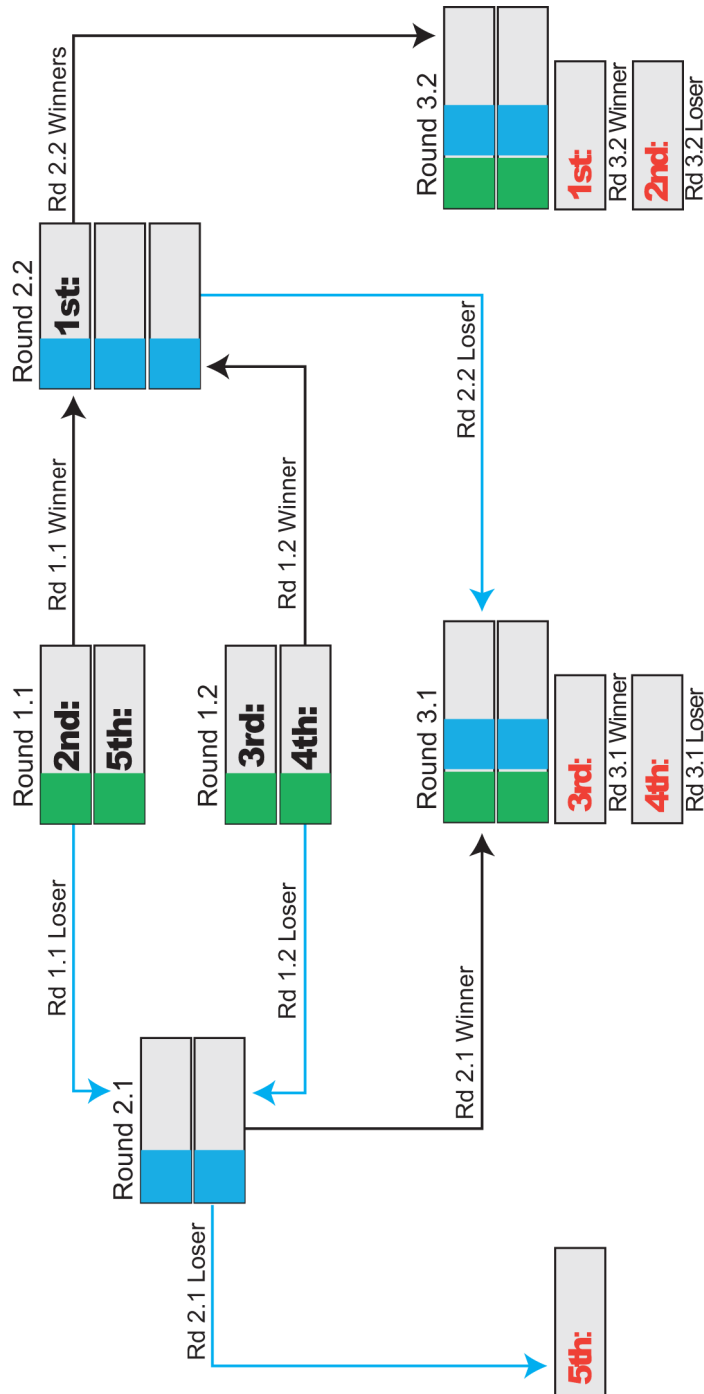 Round 2.1
Rd 2.1 Loser
5th:
Rd 1.1 Loser
Rd 1.2 Loser
Rd 2.1 Winner
Round 1.1
2nd:
5th:
Round 1.2
3rd:
4th:
Round 3.1
3rd:
Rd 3.1 Winner
4th:
Rd 3.1 Loser
Rd 1.1 Winner
Rd 1.2 Winner
Rd 2.2 Loser
Round 2.2
1st:
Rd 2.2 Winners
Round 3.2
1st:
Rd 3.2 Winner
2nd:
Rd 3.2 Loser